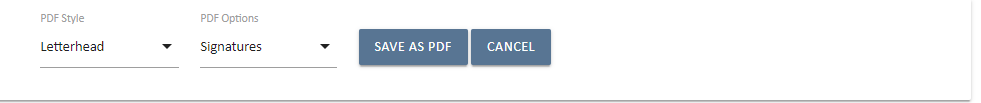 PDF Style PDF Options
Letterhead Signatures SAVE AS PDF CANCEL